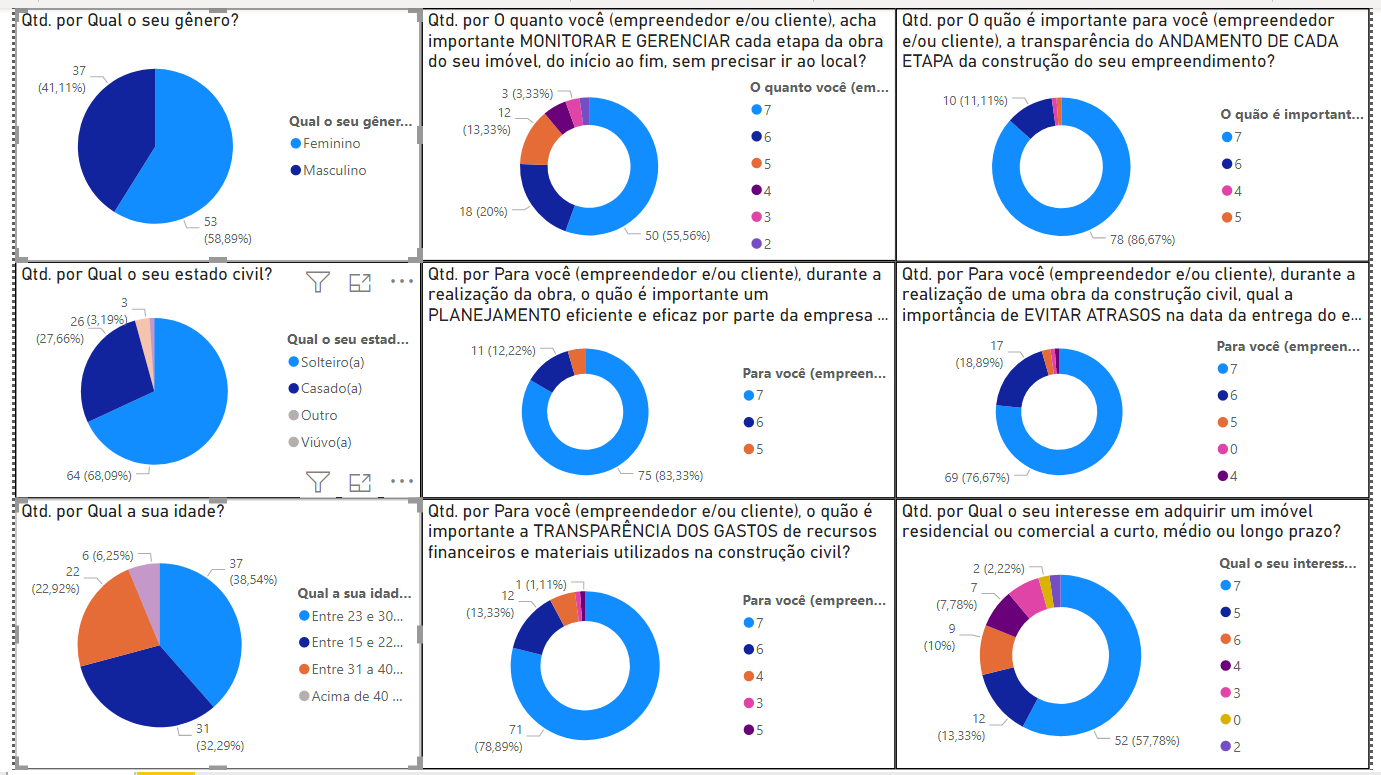 Qtd. por Qual o seu gênero?
37
(41,11%)
53
(58,89%)
Qual o seu gêner...
Feminino
Masculino
Qtd. por O quanto você (empreendedor e/ou cliente), acha
importante MONITORAR E GERENCIAR cada etapa da obra
do seu imóvel, do início ao fim, sem precisar ir ao local?
3 (3,33%)
12
(13,33%)
18 (20%)
50 (55,56%)
O quanto você (em...
7
6
5
4
3
2
Qtd. por O quão é importante para você (empreendedor
e/ou cliente), a transparência do ANDAMENTO DE CADA
ETAPA da construção do seu empreendimento?
10 (11,11%)
78 (86,67%)
O quão é important...
7
6
4
5
Qtd. por Qual o seu estado civil?
3
(3,19%)
26
(27,66%)
64 (68,09%)
Qual o seu estad...
Solteiro(a)
Casado(a)
Outro
Viúvo(a)
Qtd. por Para você (empreendedor e/ou cliente), durante a
realização da obra, o quão é importante um
PLANEJAMENTO eficiente e eficaz por parte da empresa ...
11 (12,22%)
75 (83,33%)
Para você (empreen...
7
6
5
Qtd. por Para você (empreendedor e/ou cliente), durante a
realização de uma obra da construção civil, qual a
importância de EVITAR ATRASOS na data da entrega do e...
17
(18,89%)
69 (76,67%)
Para você (empreen...
7
6
5
0
4
Qtd. por Qual a sua idade?
6 (6,25%)
22
(22,92%)
37
(38,54%)
31
(32,29%)
Qual a sua idad...
Entre 23 e 30...
Entre 15 e 22...
Entre 31 a 40...
Acima de 40 ...
Qtd. por Para você (empreendedor e/ou cliente), o quão é
importante a TRANSPARÊNCIA DOS GASTOS de recursos
financeiros e materiais utilizados na construção civil?
1 (1,11%)
12
(13,33%)
71
(78,89%)
Para você (empreen...
7
6
4
3
5
Qtd. por Qual o seu interesse em adquirir um imóvel
residencial ou comercial a curto, médio ou longo prazo?
2 (2,22%)
7
(7,78%)
9
(10%)
12
(13,33%)
52 (57,78%)
Qual o seu interess...
7
5
6
4
3
0
2